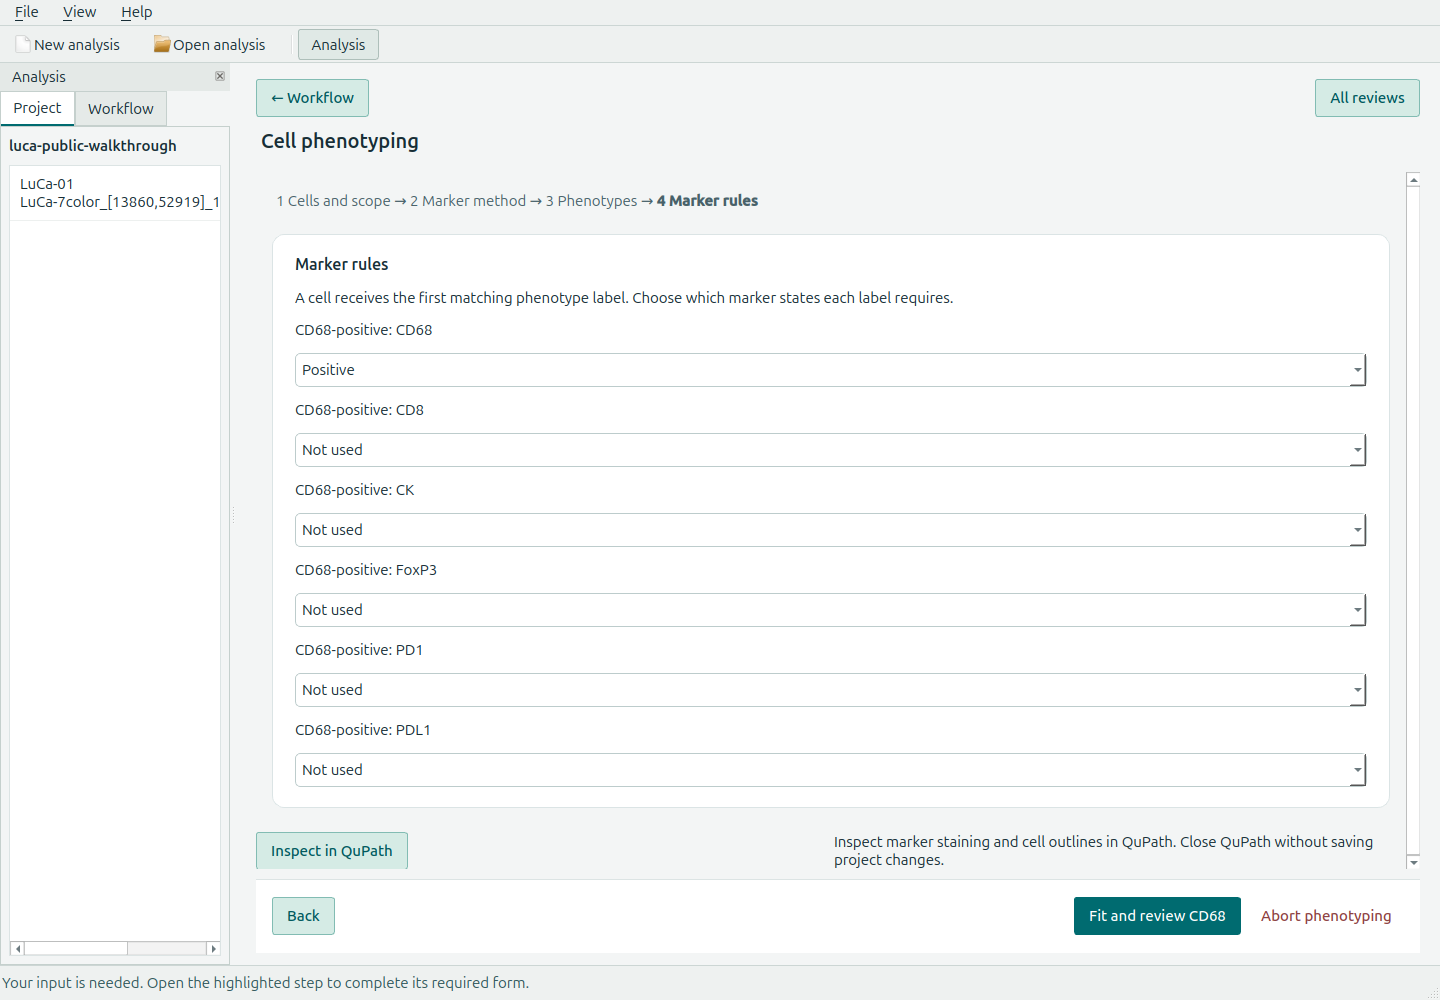 File View Help
New analysis Open analysis Analysis
Analysis
Project Workflow
luca-public-walkthrough
LuCa-01
LuCa-7color_[13860,52919]_1
← Workflow
All reviews
Cell phenotyping
1 Cells and scope → 2 Marker method → 3 Phenotypes → 4 Marker rules
Marker rules
A cell receives the first matching phenotype label. Choose which marker states each label requires.
CD68-positive: CD68
Positive
CD68-positive: CD8
Not used
CD68-positive: CK
Not used
CD68-positive: FoxP3
Not used
CD68-positive: PD1
Not used
CD68-positive: PDL1
Not used
Inspect in QuPath
Inspect marker staining and cell outlines in QuPath. Close QuPath without saving
project changes.
Back
Fit and review CD68
Abort phenotyping
Your input is needed. Open the highlighted step to complete its required form.